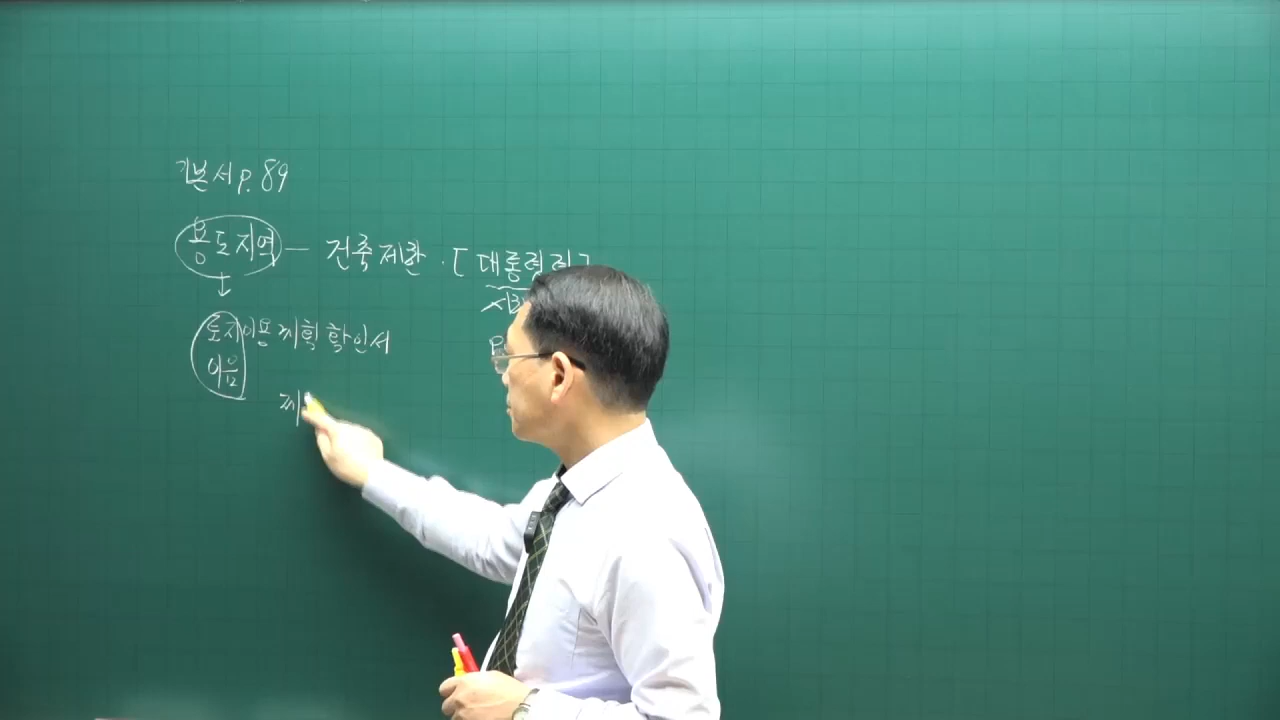 기본서 p. 89
용도지역 — 건축제한 · [대통령령]
토지이용계획확인서
이음